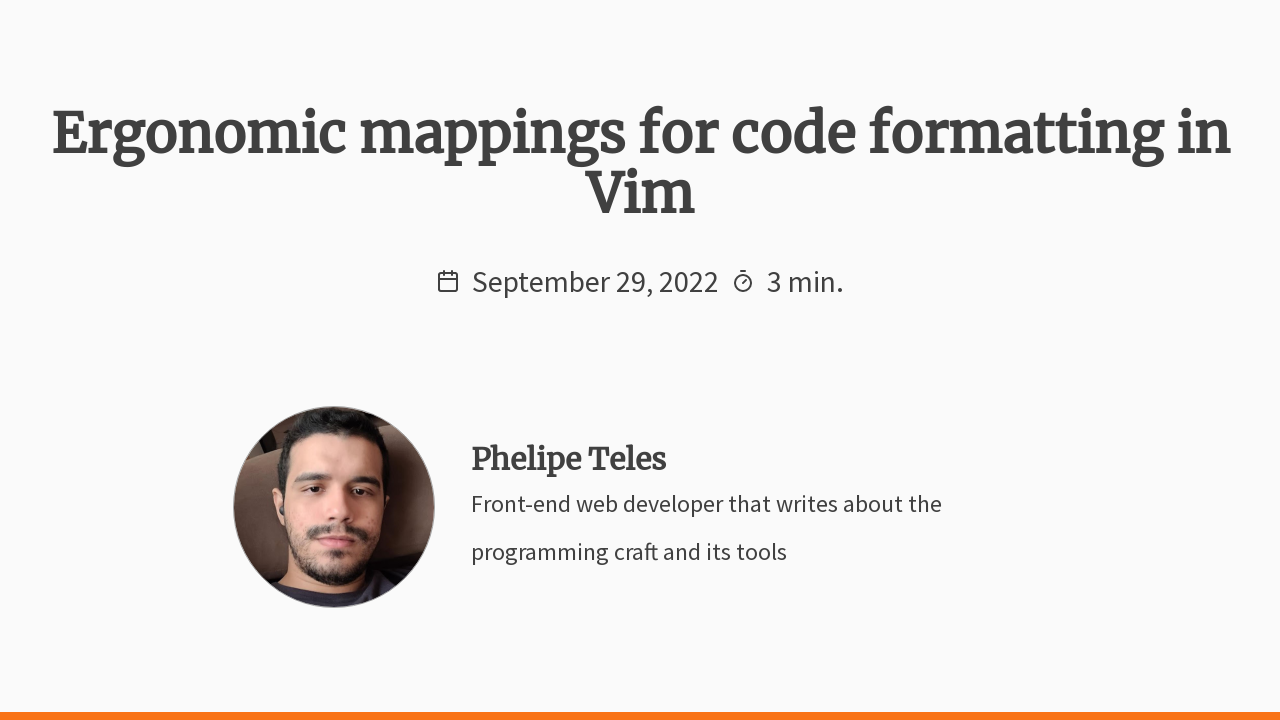 Ergonomic mappings for code formatting in
Vim
September 29, 2022 3 min.
Phelipe Teles
Front-end web developer that writes about the
programming craft and its tools